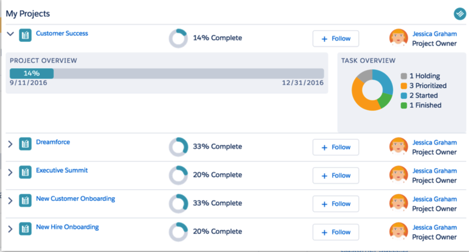 My Projects
Customer Success
14% Complete
+ Follow
Jessica Graham
Project Owner
PROJECT OVERVIEW
14%
9/11/2016
12/31/2016
TASK OVERVIEW
1 Holding
3 Prioritized
2 Started
1 Finished
Dreamforce
33% Complete
+ Follow
Jessica Graham
Project Owner
Executive Summit
20% Complete
+ Follow
Jessica Graham
Project Owner
New Customer Onboarding
33% Complete
+ Follow
Jessica Graham
Project Owner
New Hire Onboarding
20% Complete
+ Follow
Jessica Graham
Project Owner